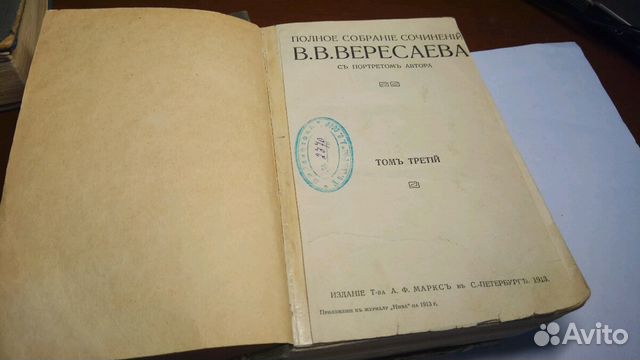 ПОЛНОЕ СОБРАНІЕ СОЧИНЕНІЙ
В.В.ВЕРЕСАЕВА
СЪ ПОРТРЕТОМЪ АВТОРА
2770
ТОМЪ ТРЕТІЙ
ИЗДАНІЕ Т-ва А. Ф. МАРКСЪ въ С.-ПЕТЕРБУРГѢ, 1913.
Приложеніе къ журналу „Нива" на 1913 г.
Avito